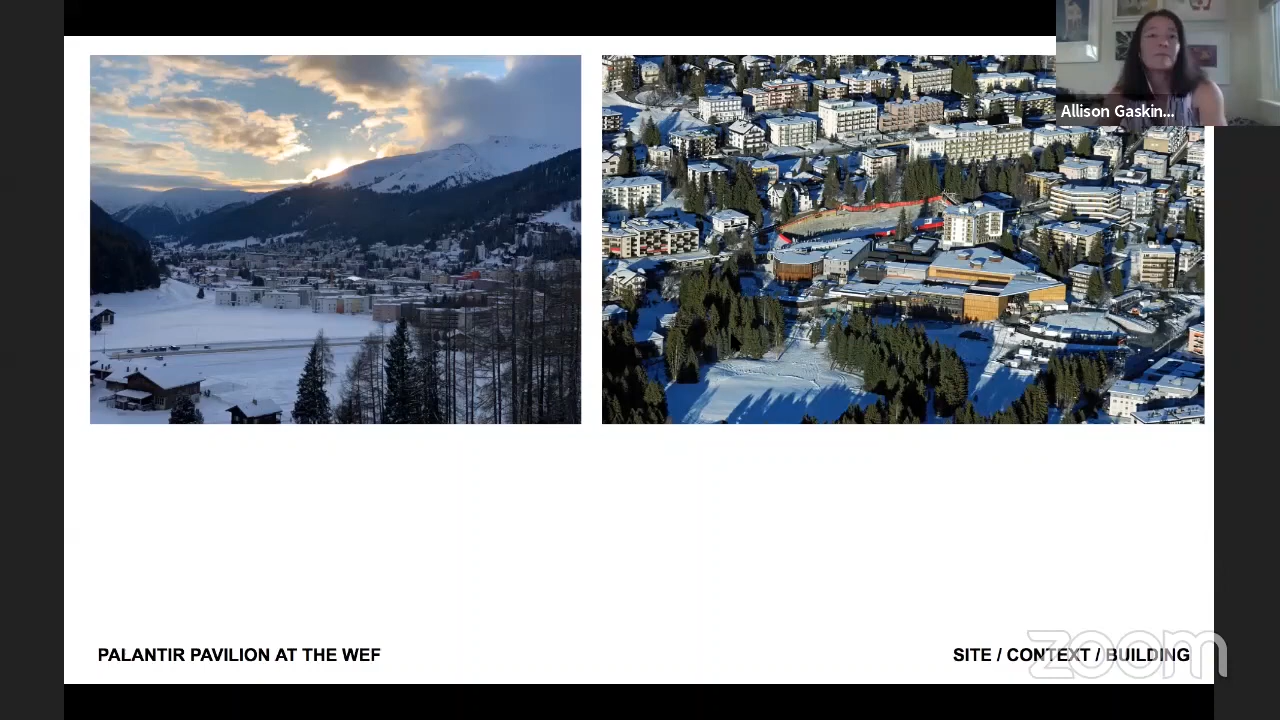 Allison Gaskin...
PALANTIR PAVILION AT THE WEF
SITE / CONTEXT / BUILDING
zoom